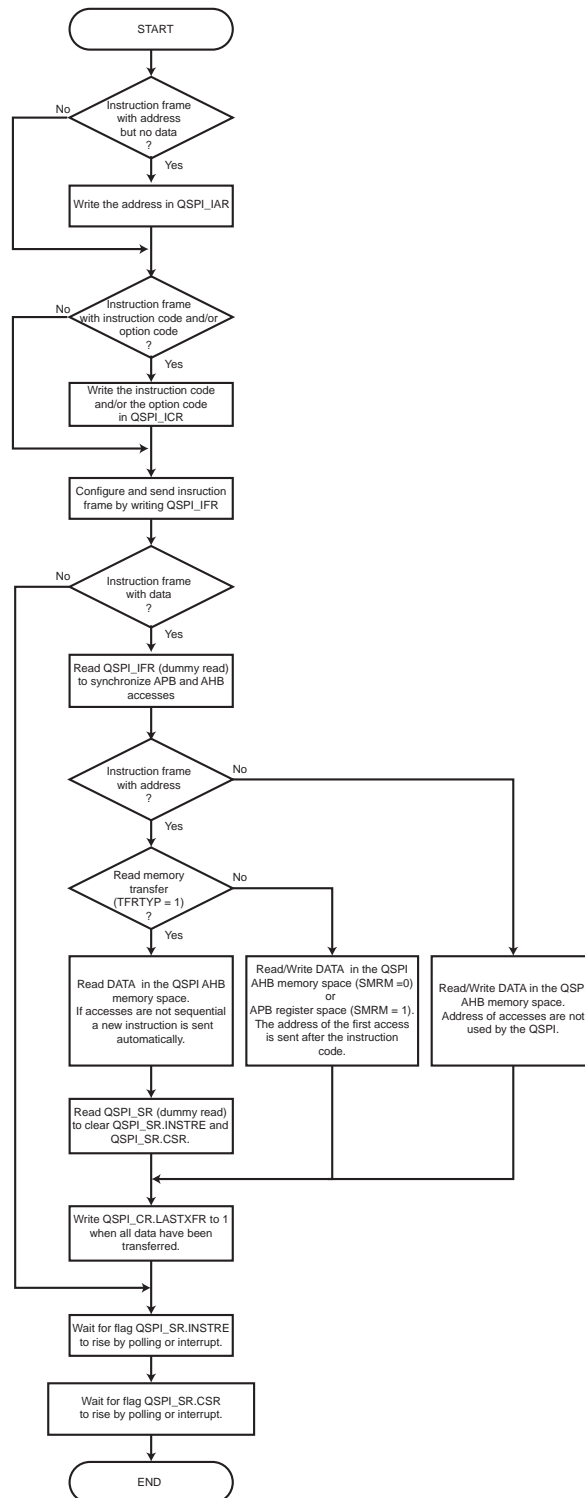 START
No
Instruction frame
with address
but no data
?
Yes
Write the address in QSPI_IAR
No
Instruction frame
with instruction code and/or
option code
?
Yes
Write the instruction code
and/or the option code
in QSPI_ICR
Configure and send insruction
frame by writing QSPI_IFR
No
Instruction frame
with data
?
Yes
Read QSPI_IFR (dummy read)
to synchronize APB and AHB
accesses
Instruction frame
with address
?
No
Yes
Read memory
transfer
(TFRTYP = 1)
?
No
Yes
Read DATA in the QSPI AHB
memory space.
If accesses are not sequential
a new instruction is sent
automatically.
Read/Write DATA in the QSPI
AHB memory space (SMRM =0)
or
APB register space (SMRM = 1).
The address of the first access
is sent after the instruction
code.
Read/Write DATA in the QSPI
AHB memory space.
Address of accesses are not
used by the QSPI.
Read QSPI_SR (dummy read)
to clear QSPI_SR.INSTRE and
QSPI_SR.CSR.
Write QSPI_CR.LASTXFR to 1
when all data have been
transferred.
Wait for flag QSPI_SR.INSTRE
to rise by polling or interrupt.
Wait for flag QSPI_SR.CSR
to rise by polling or interrupt.
END